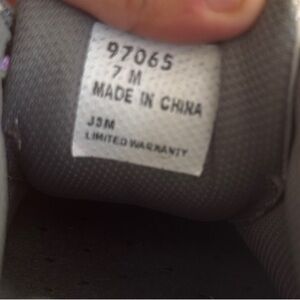 97065
7 M
MADE IN CHINA
J3M
LIMITED WARRANTY